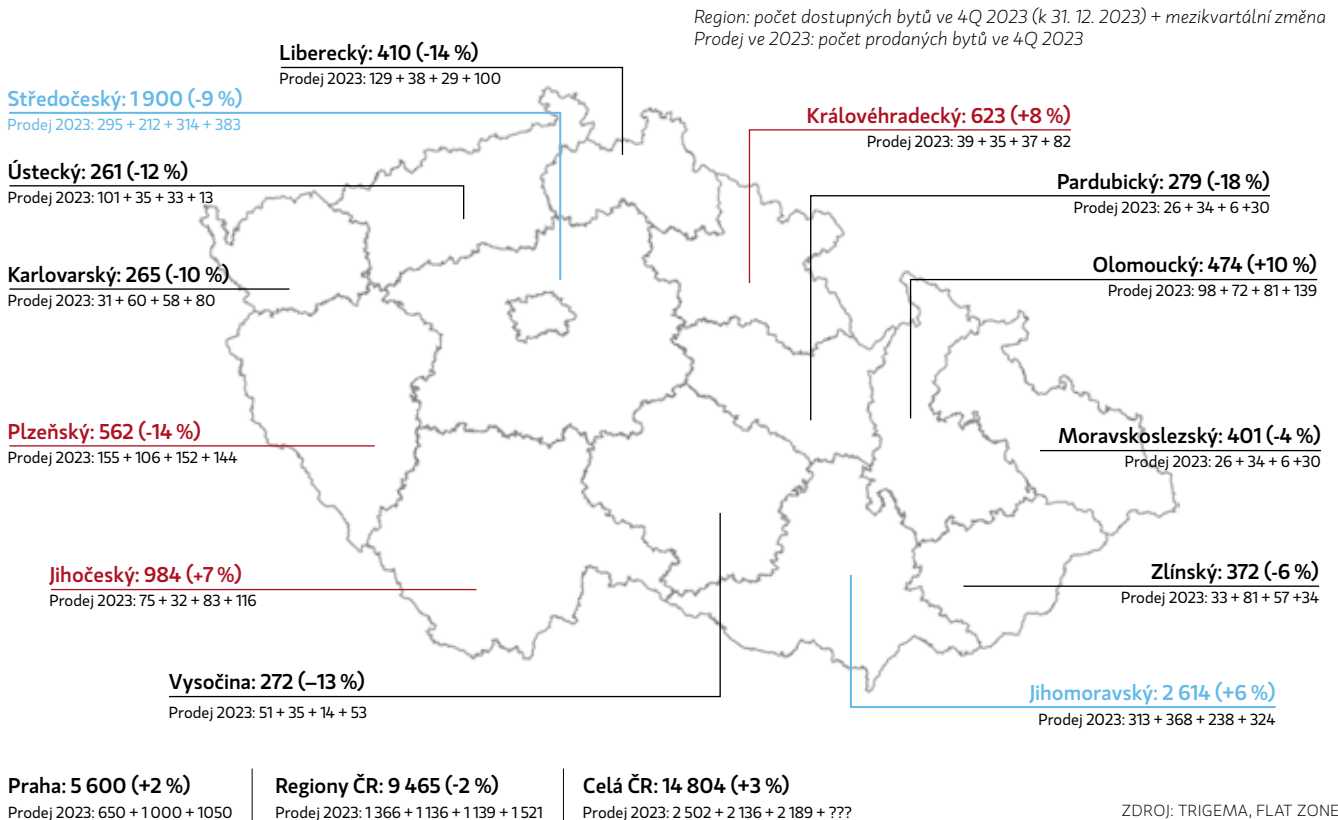 Region: počet dostupných bytů ve 4Q 2023 (k 31. 12. 2023) + mezikvartální změna
Prodej ve 2023: počet prodaných bytů ve 4Q 2023
Liberecký: 410 (-14 %)
Prodej 2023: 129 + 38 + 29 + 100
Středočeský: 1 900 (-9 %)
Prodej 2023: 295 + 212 + 314 + 383
Královéhradecký: 623 (+8 %)
Prodej 2023: 39 + 35 + 37 + 82
Ústecký: 261 (-12 %)
Prodej 2023: 101 + 35 + 33 + 13
Pardubický: 279 (-18 %)
Prodej 2023: 26 + 34 + 6 +30
Karlovarský: 265 (-10 %)
Prodej 2023: 31 + 60 + 58 + 80
Olomoucký: 474 (+10 %)
Prodej 2023: 98 + 72 + 81 + 139
Plzeňský: 562 (-14 %)
Prodej 2023: 155 + 106 + 152 + 144
Moravskoslezský: 401 (-4 %)
Prodej 2023: 26 + 34 + 6 +30
Jihočeský: 984 (+7 %)
Prodej 2023: 75 + 32 + 83 + 116
Zlínský: 372 (-6 %)
Prodej 2023: 33 + 81 + 57 +34
Vysočina: 272 (–13 %)
Prodej 2023: 51 + 35 + 14 + 53
Jihomoravský: 2 614 (+6 %)
Prodej 2023: 313 + 368 + 238 + 324
Praha: 5 600 (+2 %)
Prodej 2023: 650 + 1 000 + 1050
Regiony ČR: 9 465 (-2 %)
Prodej 2023: 1 366 + 1 136 + 1 139 + 1 521
Celá ČR: 14 804 (+3 %)
Prodej 2023: 2 502 + 2 136 + 2 189 + ???
ZDROJ: TRIGEMA, FLAT ZONE